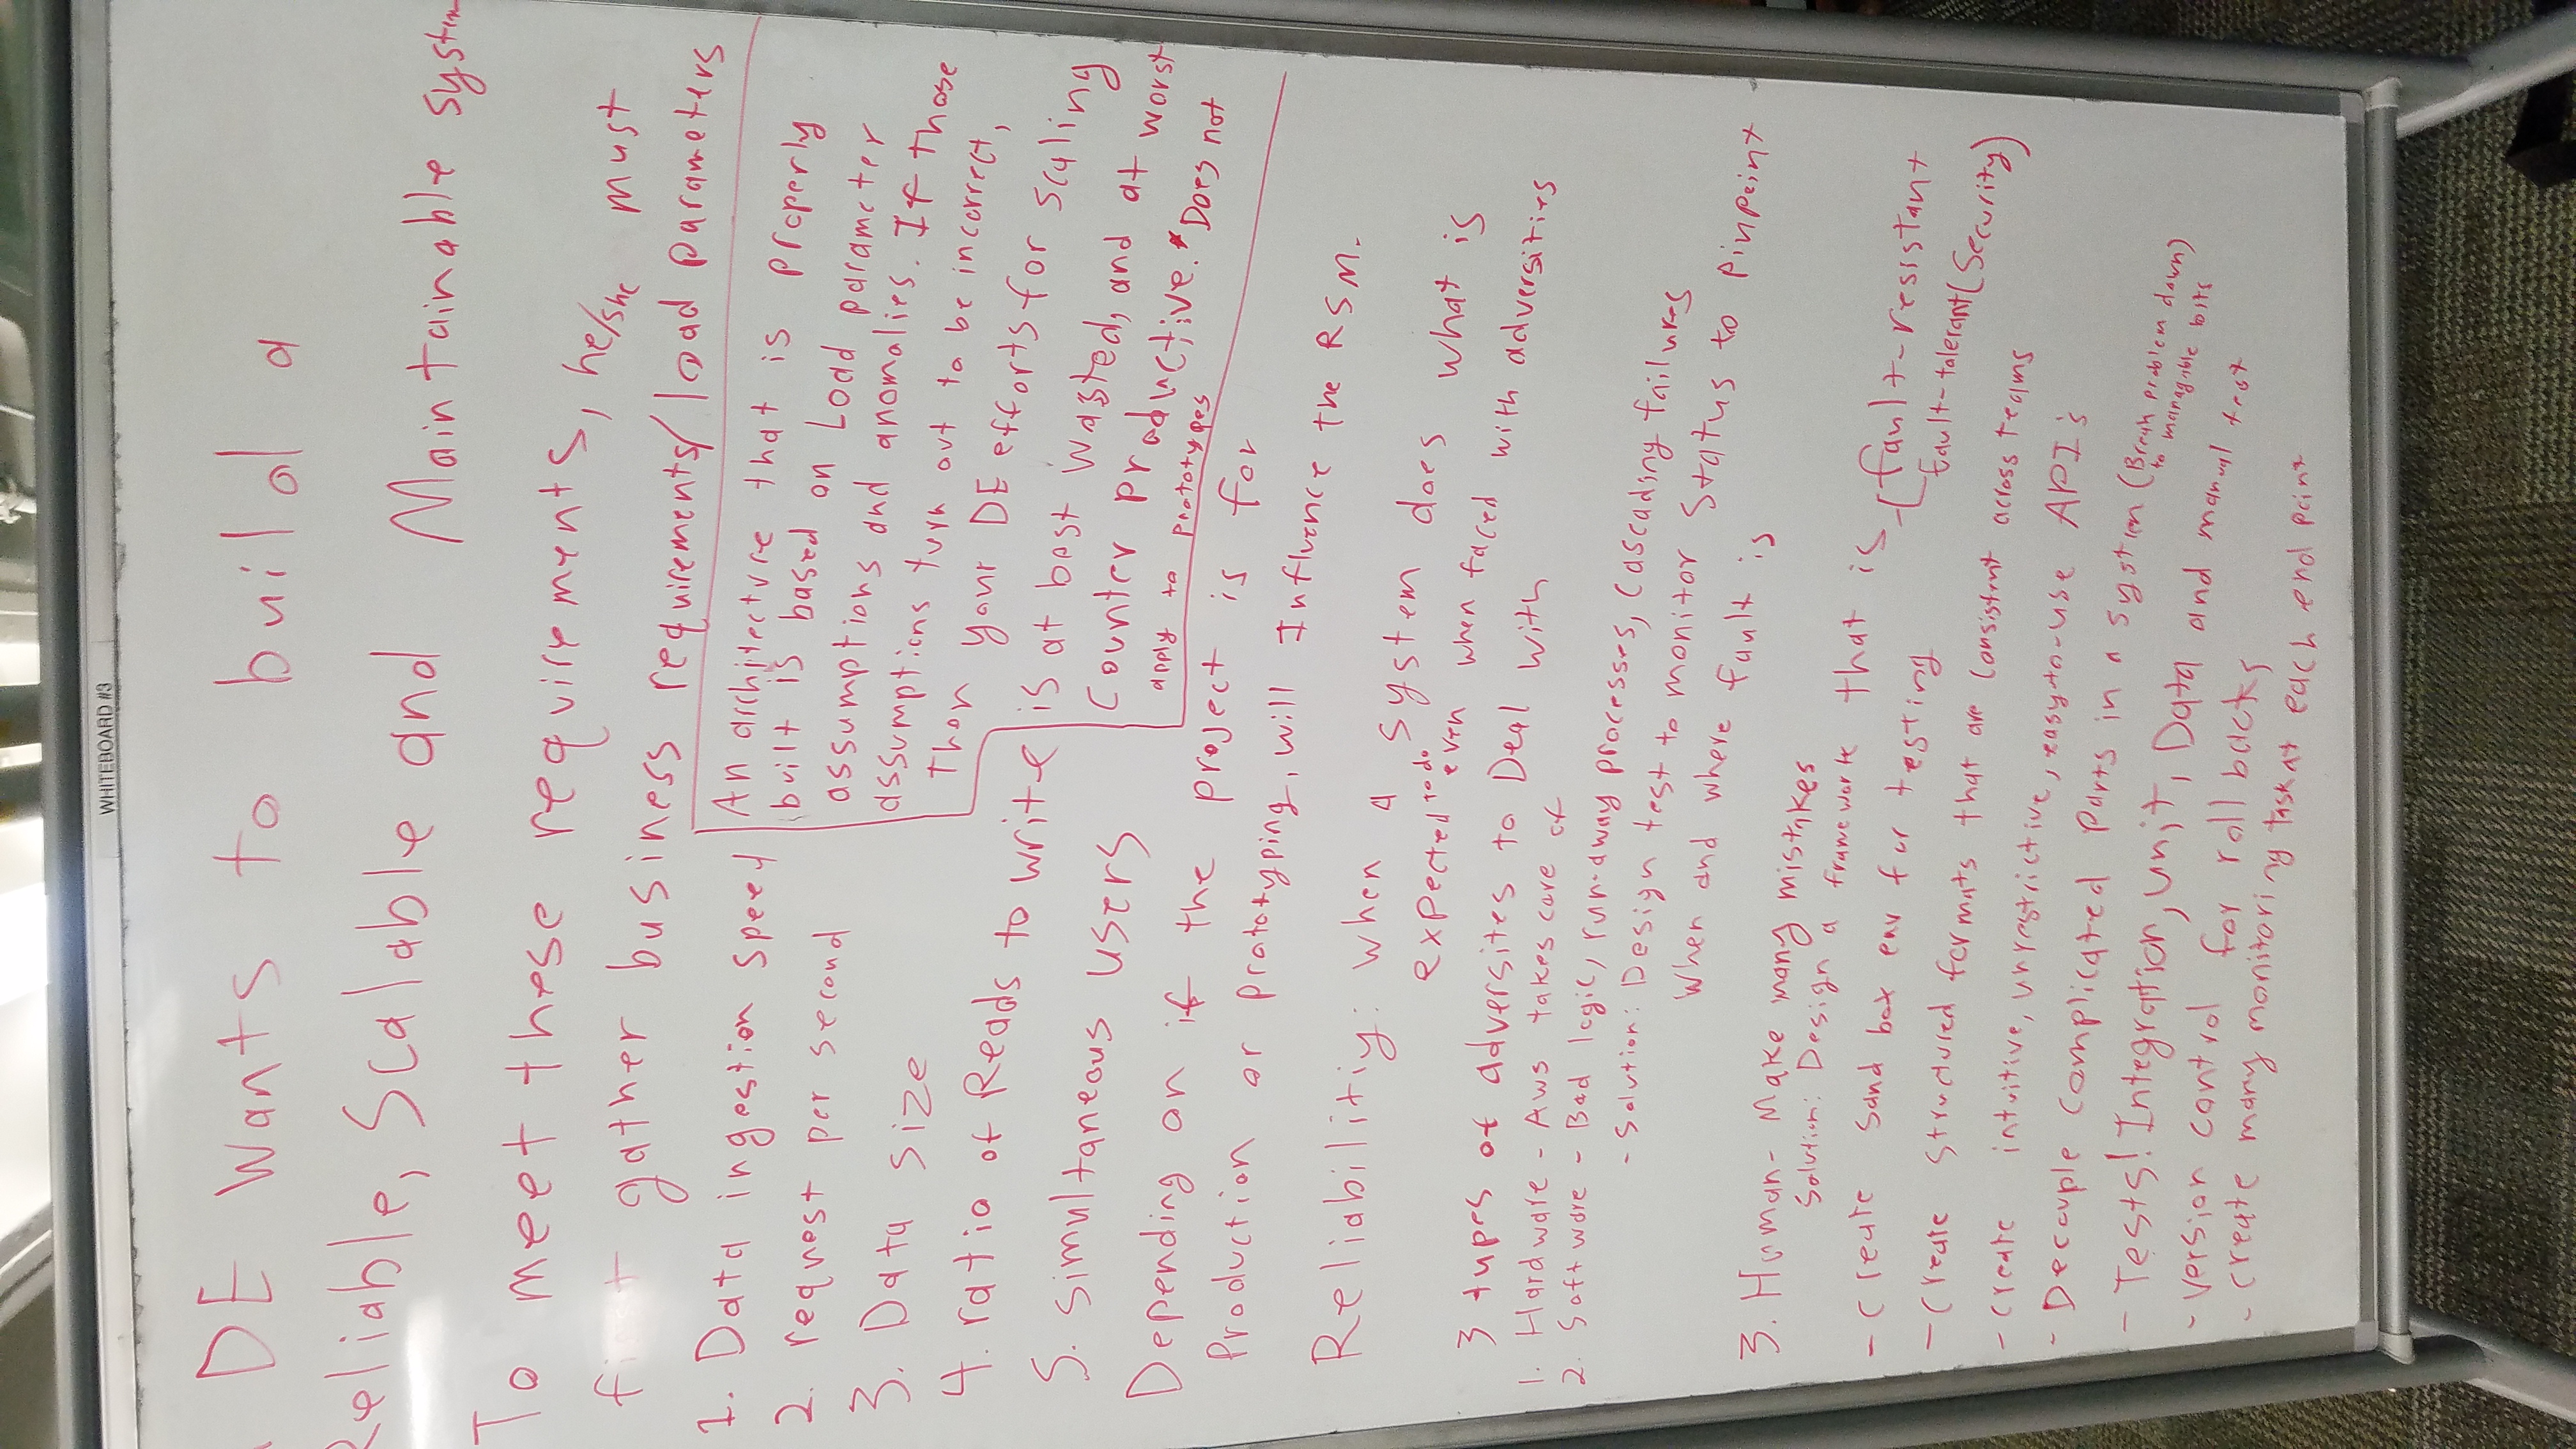 WHITEBOARD #3
DE wants to build a
Reliable, Scalable and Maintainable system
To meet these requirements, he/she must
first gather business requirements/load parameters
1. Data ingestion speed
2. request per second
3. Data size
4. ratio of Reads to write
5. simultaneous users
An architecture that is properly
built is based on Load parameter
assumptions and anomalies. If those
assumptions turn out to be incorrect,
then your DE efforts for scaling
is at best wasted, and at worst
counter productive. *Does not
apply to prototypes
Depending on if the project is for
Production or prototyping, will Influence the RSM.
Reliabilitiy: when a system does what is
expected to do even when faced with adversities
3 types of adversites to Deal with
1. Hardware - Aws takes care of
2. Software - Bad logic, run-away processes, cascading failures
- Solution: Design test to monitor status to pinpoint
when and where fault is
3. Human - Make many mistakes
Solution: Design a framework that is fault-resistant
fault-tolerant (Security)
- create sand box env for testing
- create structured formats that are consistent across teams
- create intuitive, unrestrictive, easy-to-use API's
- Decouple complicated parts in a system (Break problem down)
to managable bits
- Tests! Integration, unit, Data and manual test
- version control for roll backs
- create many monitoring task at each end point